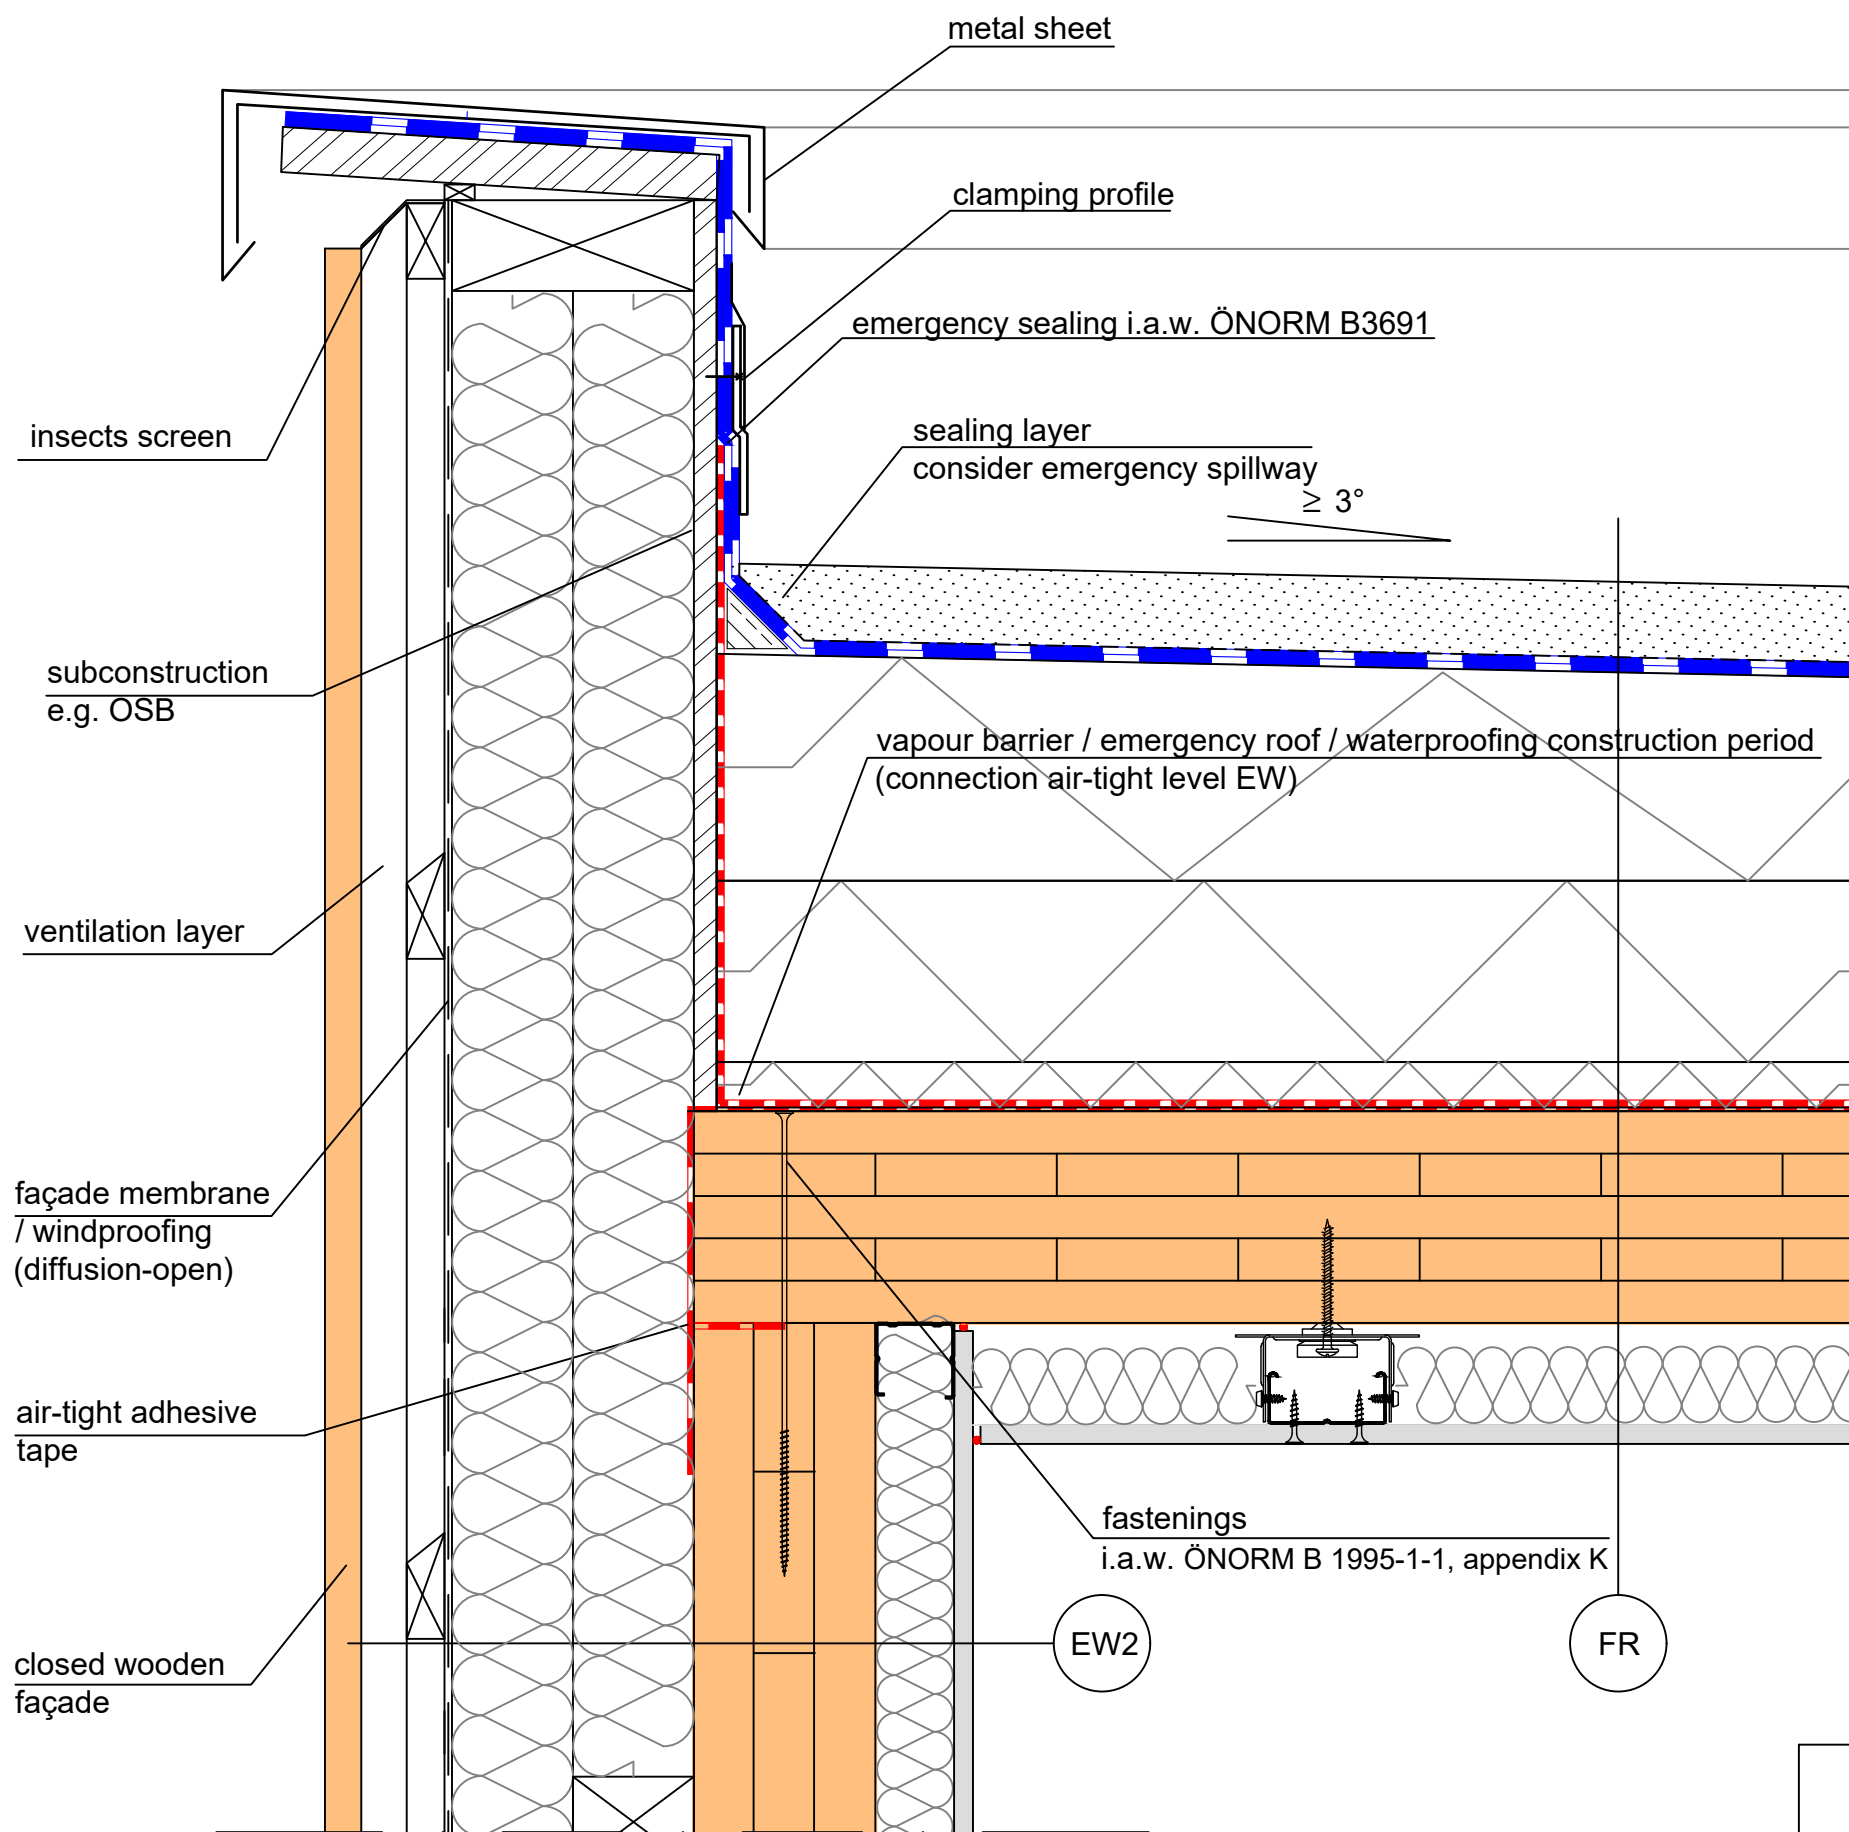 metal sheet
clamping profile
emergency sealing i.a.w. ÖNORM B3691
insects screen
sealing layer
consider emergency spillway
≥ 3°
subconstruction
e.g. OSB
vapour barrier / emergency roof / waterproofing construction period
(connection air-tight level EW)
ventilation layer
façade membrane
/ windproofing
(diffusion-open)
air-tight adhesive
tape
fastenings
i.a.w. ÖNORM B 1995-1-1, appendix K
EW2
FR
closed wooden
façade